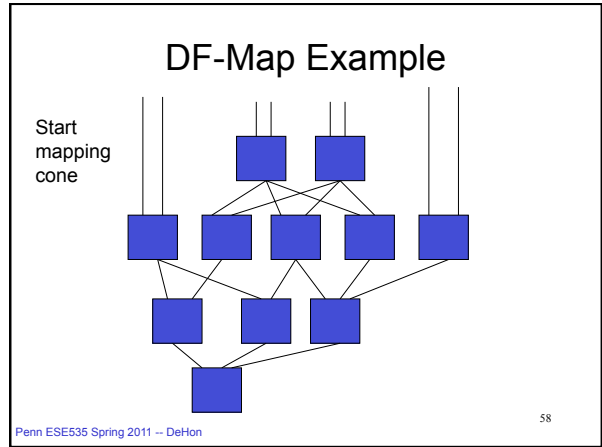 DF-Map Example
Start
mapping
cone
Penn ESE535 Spring 2011 -- DeHon
58